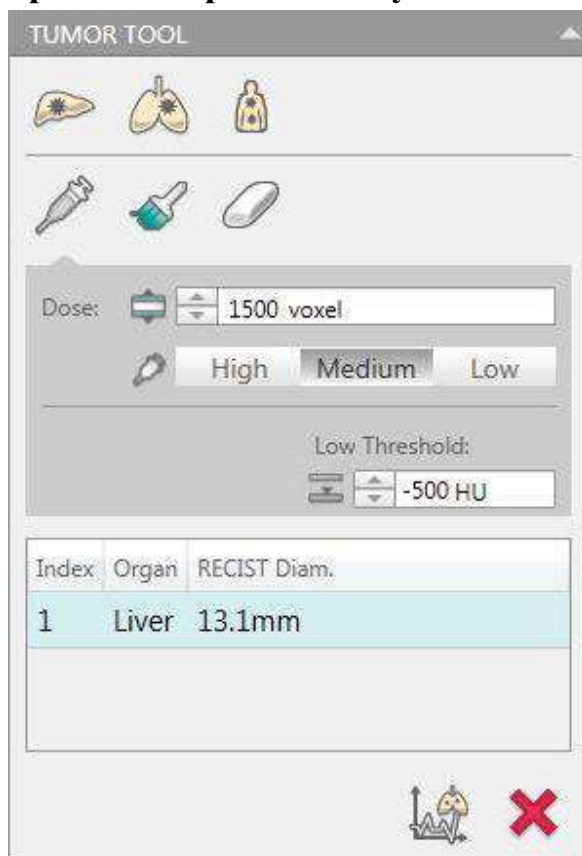 TUMOR TOOL
Dose: 1500 voxel
High Medium Low
Low Threshold:
-500 HU
Index Organ RECIST Diam.
1 Liver 13.1mm